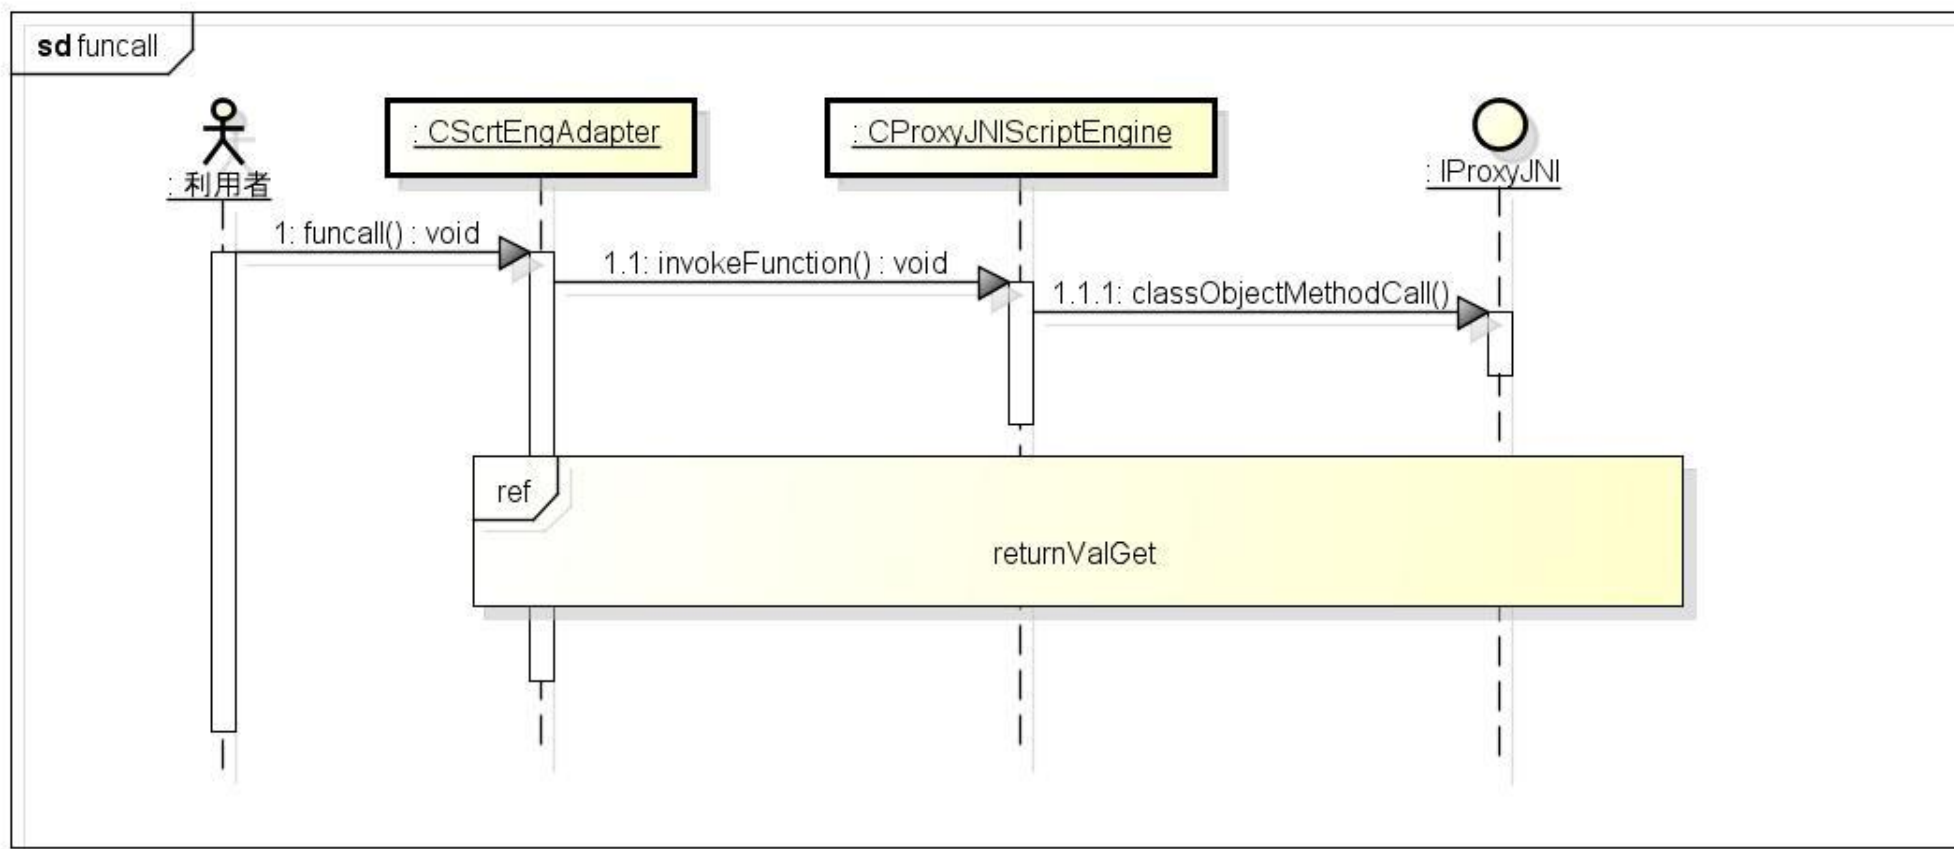 sd funcall
: CScrtEngAdapter
: CProxyJNIScriptEngine
: 利用者
: IProxyJNI
1: funcall() : void
1.1: invokeFunction() : void
1.1.1: classObjectMethodCall()
ref
returnValGet